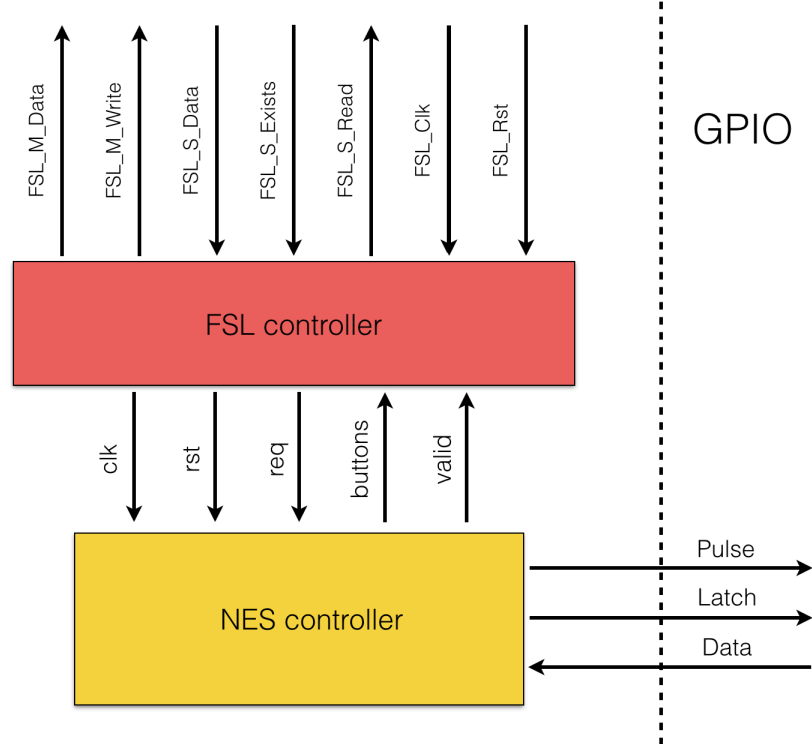 FSL_M_Data
FSL_M_Write
FSL_S_Data
FSL_S_Exists
FSL_S_Read
FSL_Clk
FSL_Rst
GPIO
FSL controller
clk
rst
req
buttons
valid
NES controller
Pulse
Latch
Data